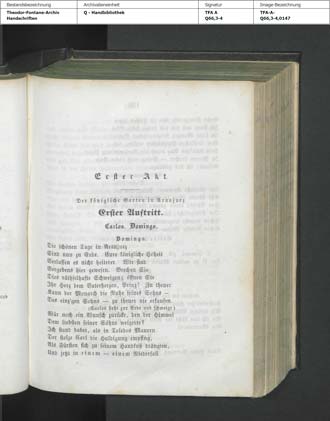 Bestandsbezeichnung
Archivaleneinheit
Signatur
Image-Bezeichnung
Theodor-Fontane-Archiv
Handschriften
Q - Handbibliothek
TFA A
Q66,3-4
TFA-A-
Q66,3-4,0147
Erster Akt
Der königliche Garten in Aranjuez
Erster Auftritt.
Carlos. Domingo.
Domingo.
Die schönen Tage in Aranjuez
Sind nun zu Ende. Eure königliche Hoheit
Verlassen es nicht heiterer. Wir sind
Vergebens hier gewesen. Brechen Sie
Dies räthselhafte Schweigen. Öffnen Sie
Ihr Herz dem Vaterherzen, Prinz! Zu theuer
Kann der Monarch die Ruhe seines Sohns —
Des einz'gen Sohns — zu theuer nie erkaufen.
(Carlos sieht zur Erde und schweigt.)
Wär noch ein Wunsch zurücke, den der Himmel
Dem liebsten seiner Söhne weigerte?
Ich stand dabei, als in Toledos Mauern
Der stolze Carl die Huldigung empfing,
Als Fürsten sich zu seinem Handkuß drängten,
Und jetzt in einem — einem Niederfall